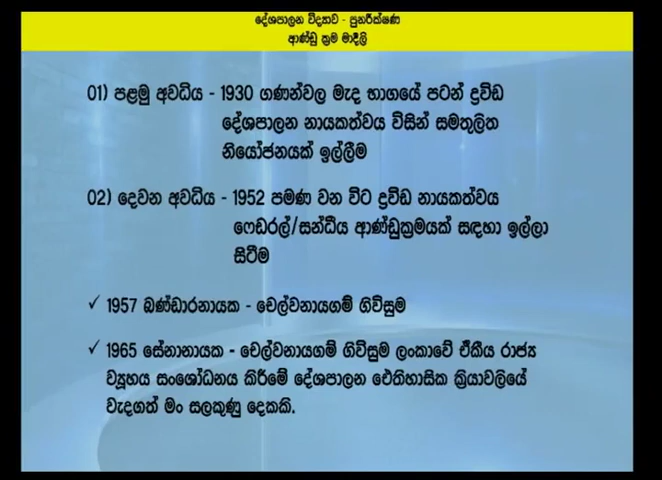 දේශපාලන විද්‍යාව - පුනරීක්ෂණ
ආණ්ඩු ක්‍රම මාදිලි
01) පළමු අවධිය - 1930 ගණන්වල මැද භාගයේ පටන් ද්‍රවිඩ
දේශපාලන නායකත්වය විසින් සමතුලිත
නියෝජනයක් ඉල්ලීම
02) දෙවන අවධිය - 1952 පමණ වන විට ද්‍රවිඩ නායකත්වය
ෆෙඩරල්/සන්ධීය ආණ්ඩුක්‍රමයක් සඳහා ඉල්ලා
සිටීම
✓ 1957 බණ්ඩාරනායක - චෙල්වනායගම් ගිවිසුම
✓ 1965 සේනානායක - චෙල්වනායගම් ගිවිසුම ලංකාවේ ඒකීය රාජ්‍ය
ව්‍යූහය සංශෝධනය කිරීමේ දේශපාලන ඓතිහාසික ක්‍රියාවලියේ
වැදගත් මං සලකුණු දෙකකි.